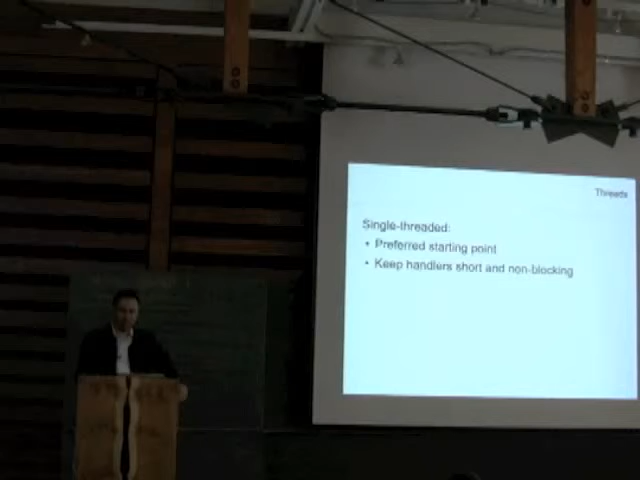 Threads
Single-threaded:
• Preferred starting point
• Keep handlers short and non-blocking